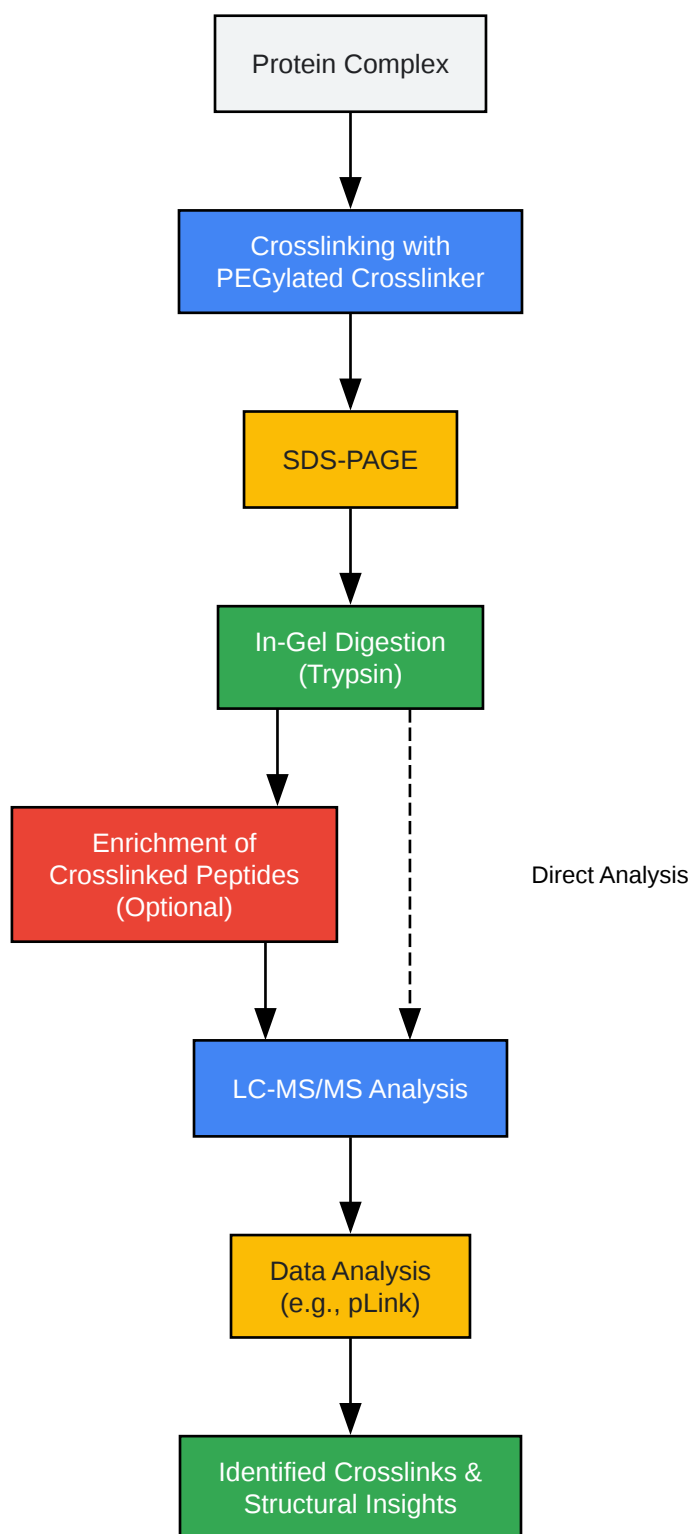 Protein Complex
Crosslinking with
PEGylated Crosslinker
SDS-PAGE
In-Gel Digestion
(Trypsin)
Enrichment of
Crosslinked Peptides
(Optional)
Direct Analysis
LC-MS/MS Analysis
Data Analysis
(e.g., pLink)
Identified Crosslinks &
Structural Insights